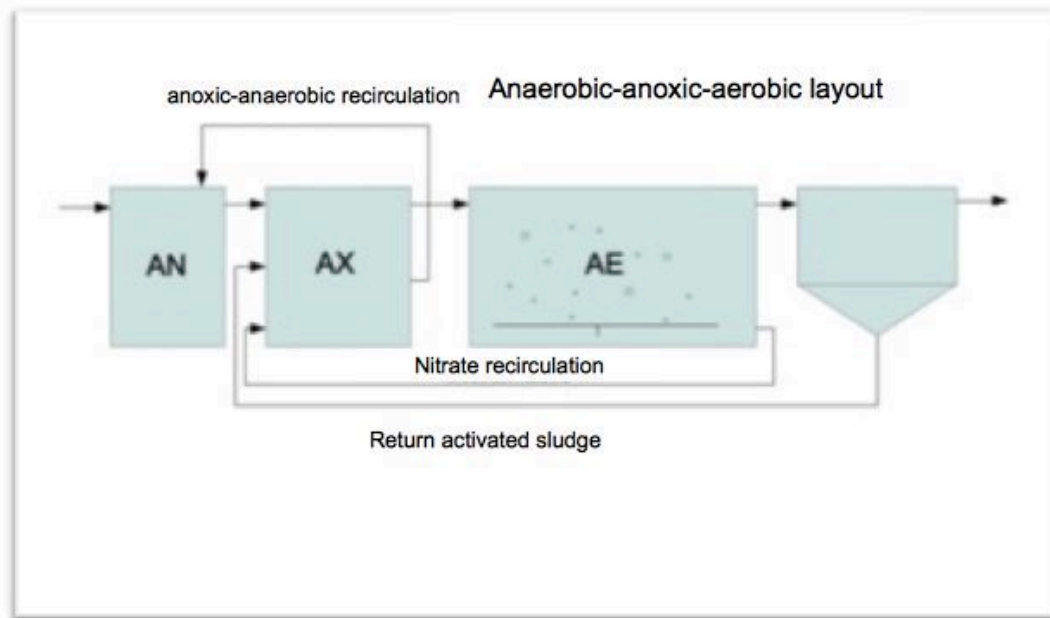 Anaerobic-anoxic-aerobic layout
anoxic-anaerobic recirculation
AN
AX
AE
Nitrate recirculation
Return activated sludge